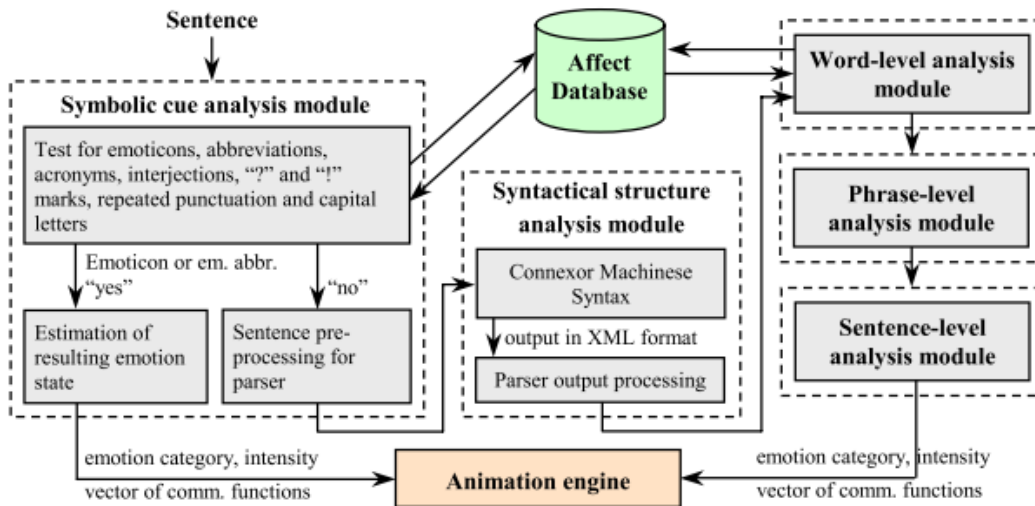 Sentence
Symbolic cue analysis module
Test for emoticons, abbreviations,
acronyms, interjections, “?” and “!”
marks, repeated punctuation and capital
letters
Emoticon or em. abbr.
“yes”
“no”
Estimation of
resulting emotion
state
Sentence pre-
processing for
parser
Affect
Database
Syntactical structure
analysis module
Connexor Machinese
Syntax
output in XML format
Parser output processing
Word-level analysis
module
Phrase-level
analysis module
Sentence-level
analysis module
emotion category, intensity
vector of comm. functions
Animation engine
emotion category, intensity
vector of comm. functions